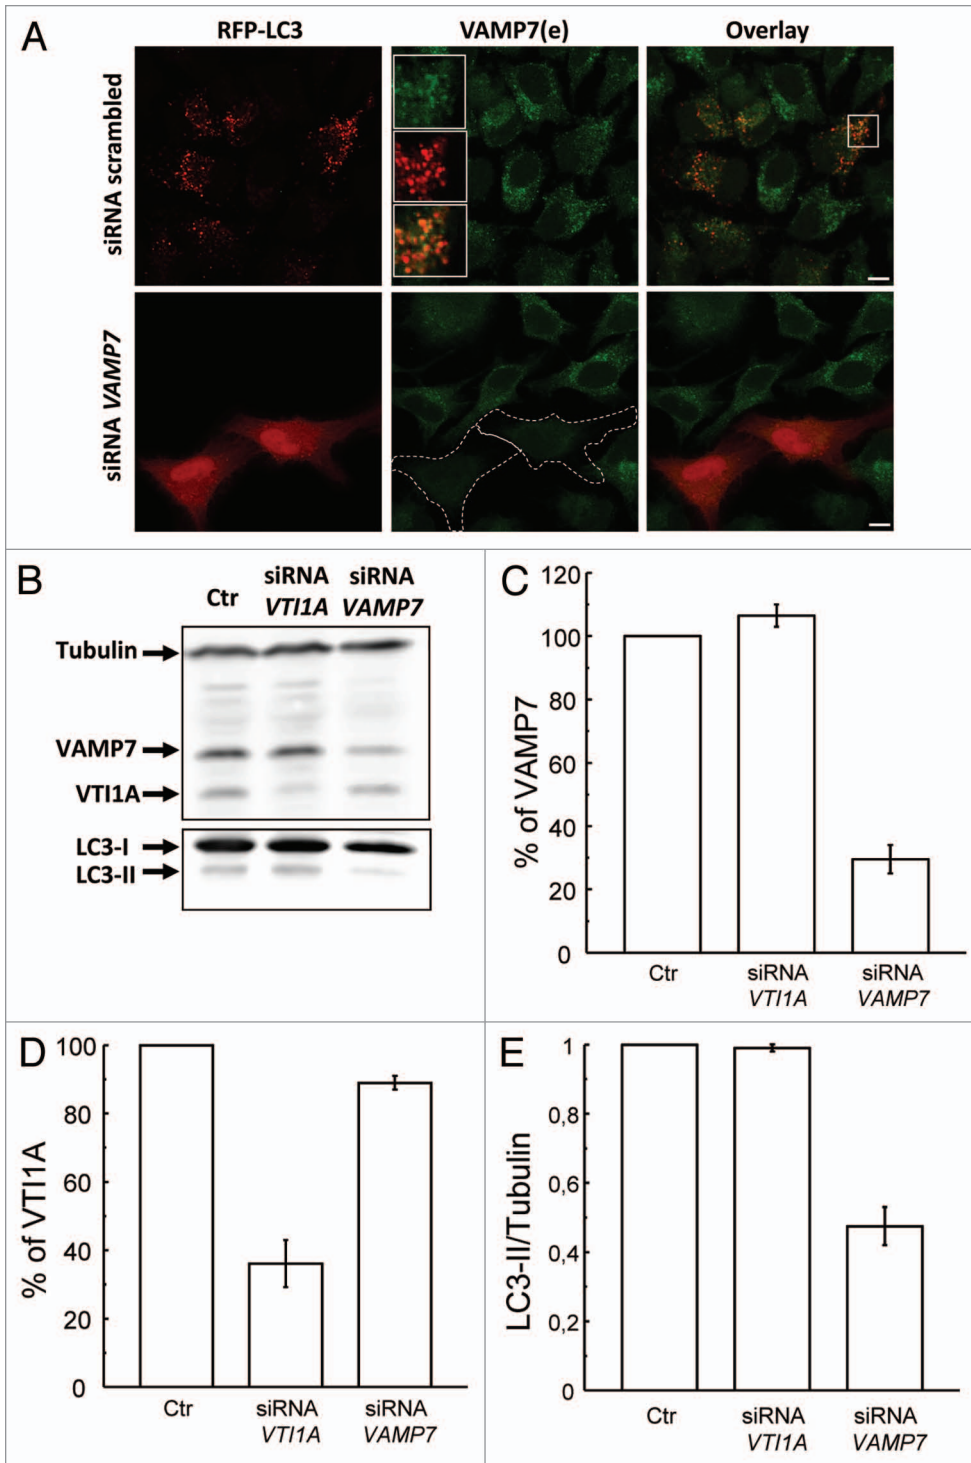 A
RFP-LC3
VAMP7(e)
Overlay
siRNA scrambled
siRNA VAMP7
B
Ctr
siRNA
VTI1A
siRNA
VAMP7
Tubulin
VAMP7
VTI1A
LC3-I
LC3-II
C
% of VAMP7
120
100
80
60
40
20
0
Ctr
siRNA
VTI1A
siRNA
VAMP7
D
% of VTI1A
100
80
60
40
20
0
Ctr
siRNA
VTI1A
siRNA
VAMP7
E
LC3-II/Tubulin
1
0,8
0,6
0,4
0,2
0
Ctr
siRNA
VTI1A
siRNA
VAMP7